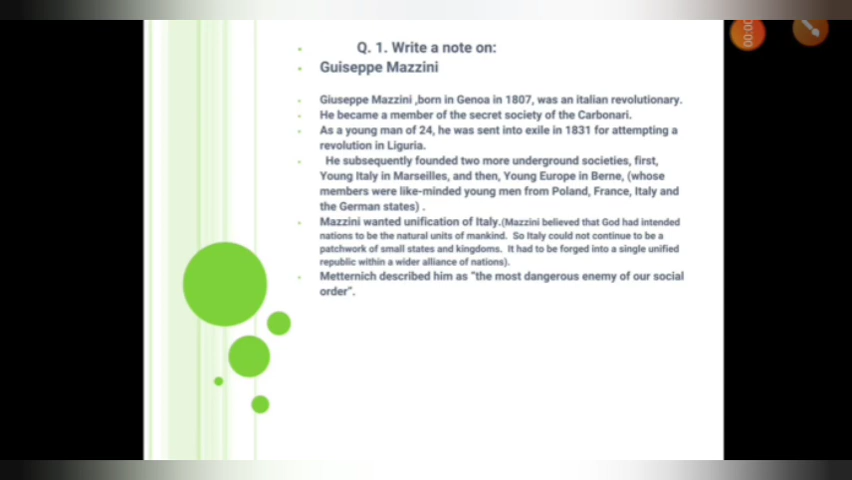 Q. 1. Write a note on:
Guiseppe Mazzini
Giuseppe Mazzini ,born in Genoa in 1807, was an italian revolutionary.
He became a member of the secret society of the Carbonari.
As a young man of 24, he was sent into exile in 1831 for attempting a
revolution in Liguria.
He subsequently founded two more underground societies, first,
Young Italy in Marseilles, and then, Young Europe in Berne, (whose
members were like-minded young men from Poland, France, Italy and
the German states) .
Mazzini wanted unification of Italy.(Mazzini believed that God had intended
nations to be the natural units of mankind. So Italy could not continue to be a
patchwork of small states and kingdoms. It had to be forged into a single unified
republic within a wider alliance of nations).
Metternich described him as "the most dangerous enemy of our social
order".